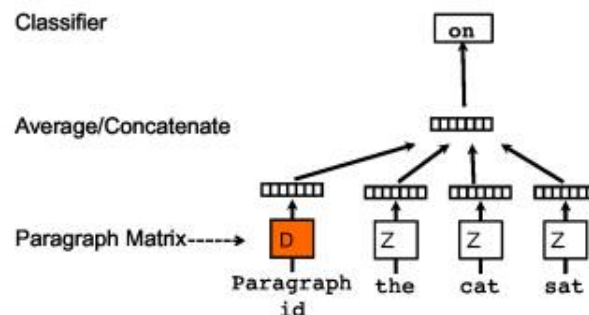 Classifier
on
Average/Concatenate
Paragraph Matrix
D
Z
Z
Z
Paragraph
id
the
cat
sat